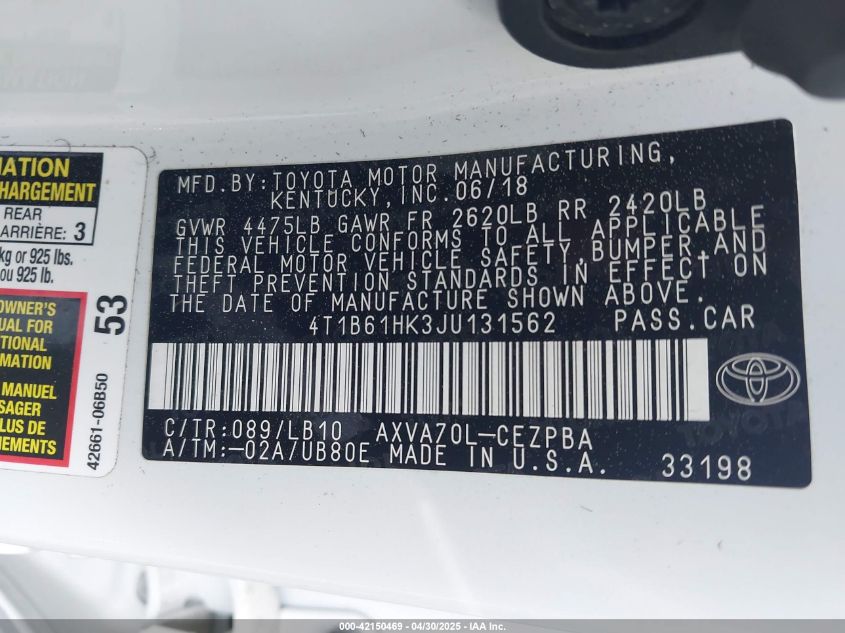 MATION
CHARGEMENT
REAR
ARRIÈRE: 3
kg or 925 lbs.
ou 925 lb.
OWNER'S
UAL FOR
TIONAL
MATION
MANUEL
SAGER
PLUS DE
NEMENTS
53
42661-06B50
MFD.BY:TOYOTA MOTOR MANUFACTURING,
KENTUCKY,INC.06/18
GVWR 4475LB GAWR FR 2620LB RR 2420LB
THIS VEHICLE CONFORMS TO ALL APPLICABLE
FEDERAL MOTOR VEHICLE SAFETY,BUMPER,AND
THEFT PREVENTION STANDARDS IN EFFECT ON
THE DATE OF MANUFACTURE SHOWN ABOVE.
4T1B61HK3JU131562 PASS.CAR
TOYOTA
C/TR:089/LB10 AXVA70L-CEZPBA
A/TM:-02A/UB80E MADE IN U.S.A. 33198
000-42150469 - 04/30/2025 - IAA Inc.